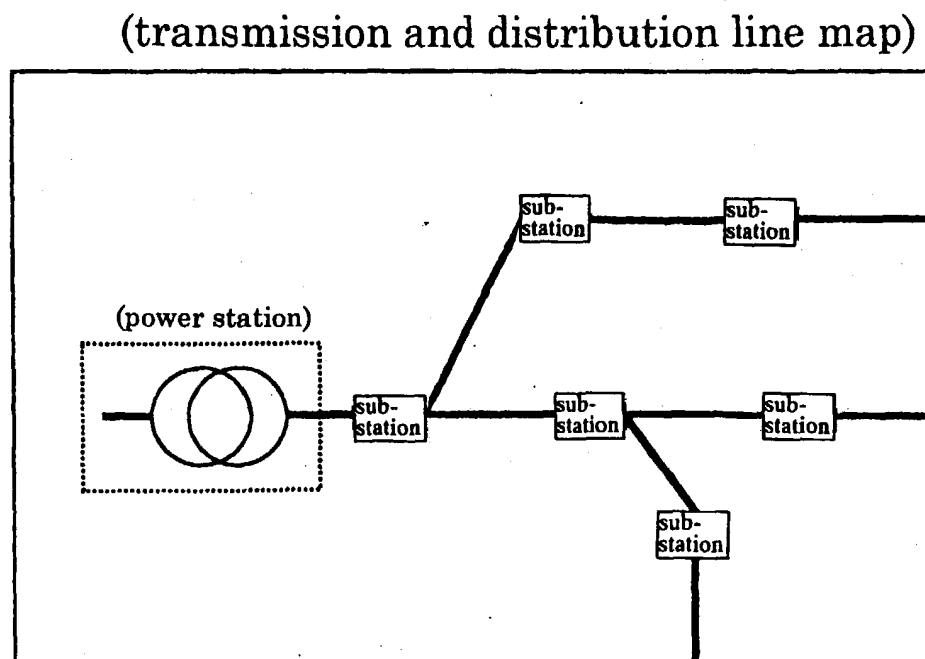 (transmission and distribution line map)
sub-
station
sub-
station
(power station)
sub-
station
sub-
station
sub-
station
sub-
station